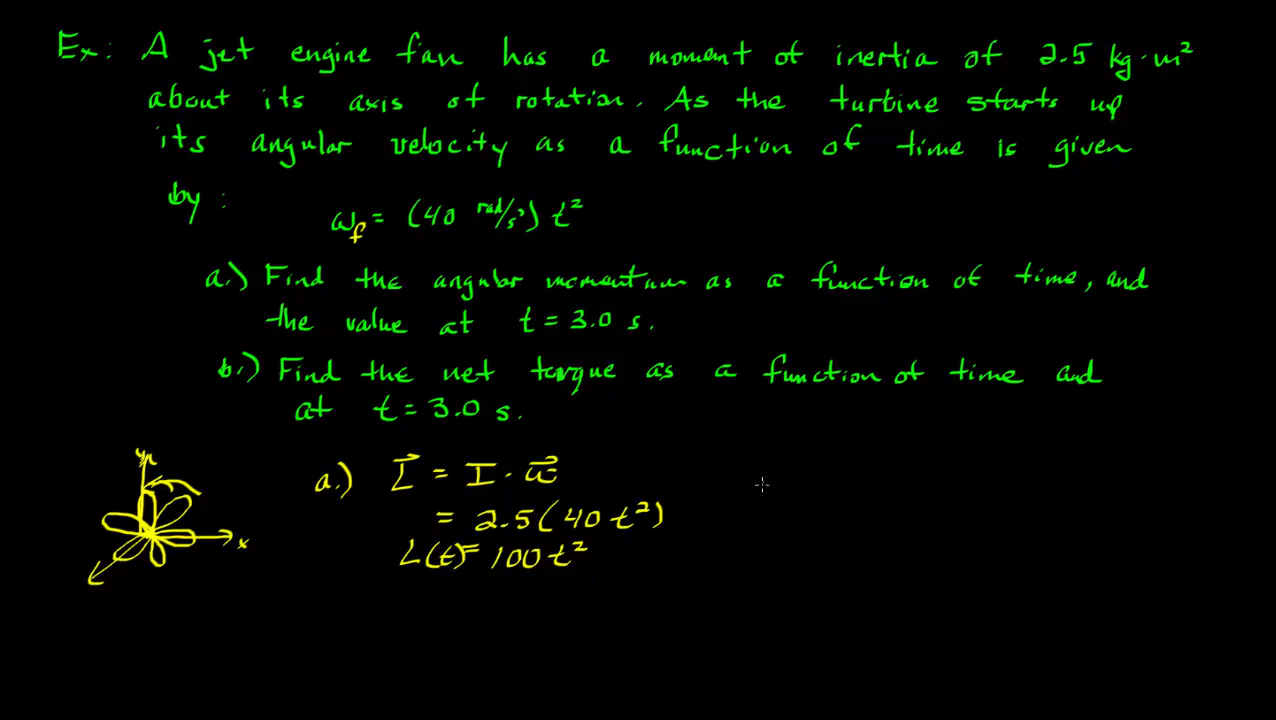 Ex: A jet engine fan has a moment of inertia of 2.5 kg·m²
about its axis of rotation. As the turbine starts up
its angular velocity as a function of time is given
by:
ωf = (40 rad/s³) t²
a.) Find the angular momentum as a function of time, and
the value at t = 3.0 s.
b.) Find the net torque as a function of time and
at t = 3.0 s.
y
x
a.) L⃗ = I · ω⃗
= 2.5(40 t²)
L(t) = 100t²